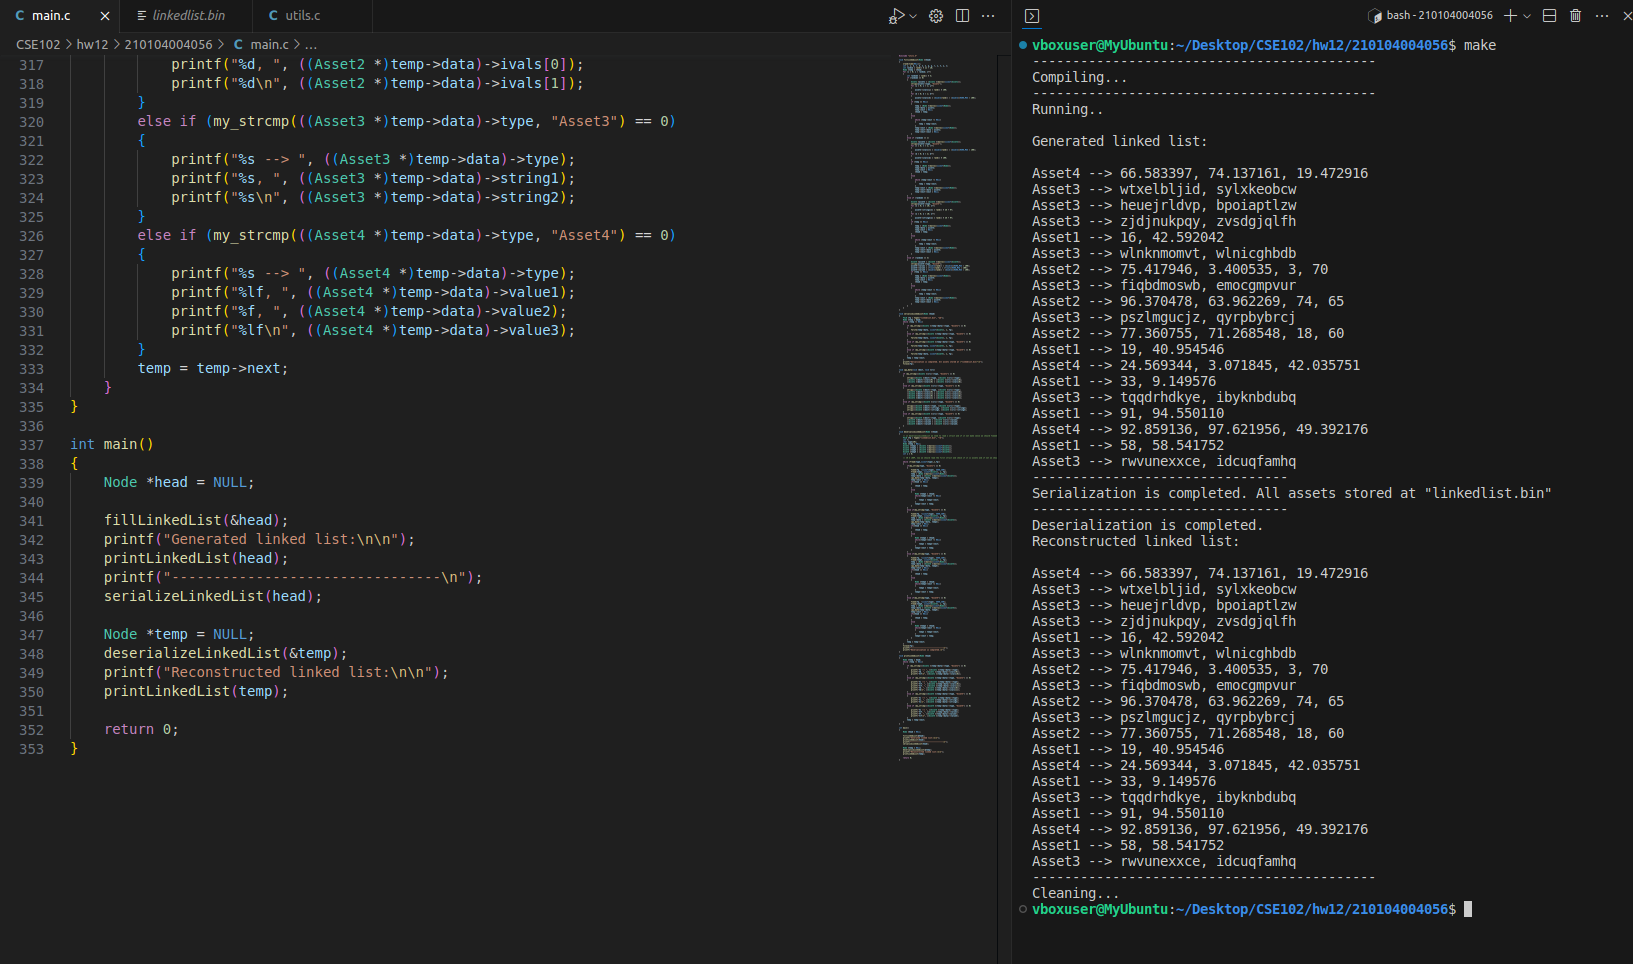 main.c
linkedlist.bin
utils.c
bash - 210104004056
CSE102 > hw12 > 210104004056 > C main.c > ...
317 printf("%d, ", ((Asset2 *)temp->data)->ivals[0]);
318 printf("%d\n", ((Asset2 *)temp->data)->ivals[1]);
319 }
320 else if (my_strcmp(((Asset3 *)temp->data)->type, "Asset3") == 0)
321 {
322 printf("%s --> ", ((Asset3 *)temp->data)->type);
323 printf("%s, ", ((Asset3 *)temp->data)->string1);
324 printf("%s\n", ((Asset3 *)temp->data)->string2);
325 }
326 else if (my_strcmp(((Asset4 *)temp->data)->type, "Asset4") == 0)
327 {
328 printf("%s --> ", ((Asset4 *)temp->data)->type);
329 printf("%lf, ", ((Asset4 *)temp->data)->value1);
330 printf("%f, ", ((Asset4 *)temp->data)->value2);
331 printf("%lf\n", ((Asset4 *)temp->data)->value3);
332 }
333 temp = temp->next;
334 }
335 }
336
337 int main()
338 {
339 Node *head = NULL;
340
341 fillLinkedList(&head);
342 printf("Generated linked list:\n\n");
343 printLinkedList(head);
344 printf("--------------------------------\n");
345 serializeLinkedList(head);
346
347 Node *temp = NULL;
348 deserializeLinkedList(&temp);
349 printf("Reconstructed linked list:\n\n");
350 printLinkedList(temp);
351
352 return 0;
353 }
vboxuser@MyUbuntu:~/Desktop/CSE102/hw12/210104004056$ make
-------------------------------------------
Compiling...
-------------------------------------------
Running..
Generated linked list:
Asset4 --> 66.583397, 74.137161, 19.472916
Asset3 --> wtxelbljid, sylxkeobcw
Asset3 --> heuejrldvp, bpoiaptlzw
Asset3 --> zjdjnukpqy, zvsdgjqlfh
Asset1 --> 16, 42.592042
Asset3 --> wlnknmomvt, wlnicghbdb
Asset2 --> 75.417946, 3.400535, 3, 70
Asset3 --> fiqbdmoswb, emocgmpvur
Asset2 --> 96.370478, 63.962269, 74, 65
Asset3 --> pszlmgucjz, qyrpbybrcj
Asset2 --> 77.360755, 71.268548, 18, 60
Asset1 --> 19, 40.954546
Asset4 --> 24.569344, 3.071845, 42.035751
Asset1 --> 33, 9.149576
Asset3 --> tqqdrhdkye, ibyknbdubq
Asset1 --> 91, 94.550110
Asset4 --> 92.859136, 97.621956, 49.392176
Asset1 --> 58, 58.541752
Asset3 --> rwvunexxce, idcuqfamhq
--------------------------------
Serialization is completed. All assets stored at "linkedlist.bin"
--------------------------------
Deserialization is completed.
Reconstructed linked list:
Asset4 --> 66.583397, 74.137161, 19.472916
Asset3 --> wtxelbljid, sylxkeobcw
Asset3 --> heuejrldvp, bpoiaptlzw
Asset3 --> zjdjnukpqy, zvsdgjqlfh
Asset1 --> 16, 42.592042
Asset3 --> wlnknmomvt, wlnicghbdb
Asset2 --> 75.417946, 3.400535, 3, 70
Asset3 --> fiqbdmoswb, emocgmpvur
Asset2 --> 96.370478, 63.962269, 74, 65
Asset3 --> pszlmgucjz, qyrpbybrcj
Asset2 --> 77.360755, 71.268548, 18, 60
Asset1 --> 19, 40.954546
Asset4 --> 24.569344, 3.071845, 42.035751
Asset1 --> 33, 9.149576
Asset3 --> tqqdrhdkye, ibyknbdubq
Asset1 --> 91, 94.550110
Asset4 --> 92.859136, 97.621956, 49.392176
Asset1 --> 58, 58.541752
Asset3 --> rwvunexxce, idcuqfamhq
-------------------------------------------
Cleaning...
vboxuser@MyUbuntu:~/Desktop/CSE102/hw12/210104004056$